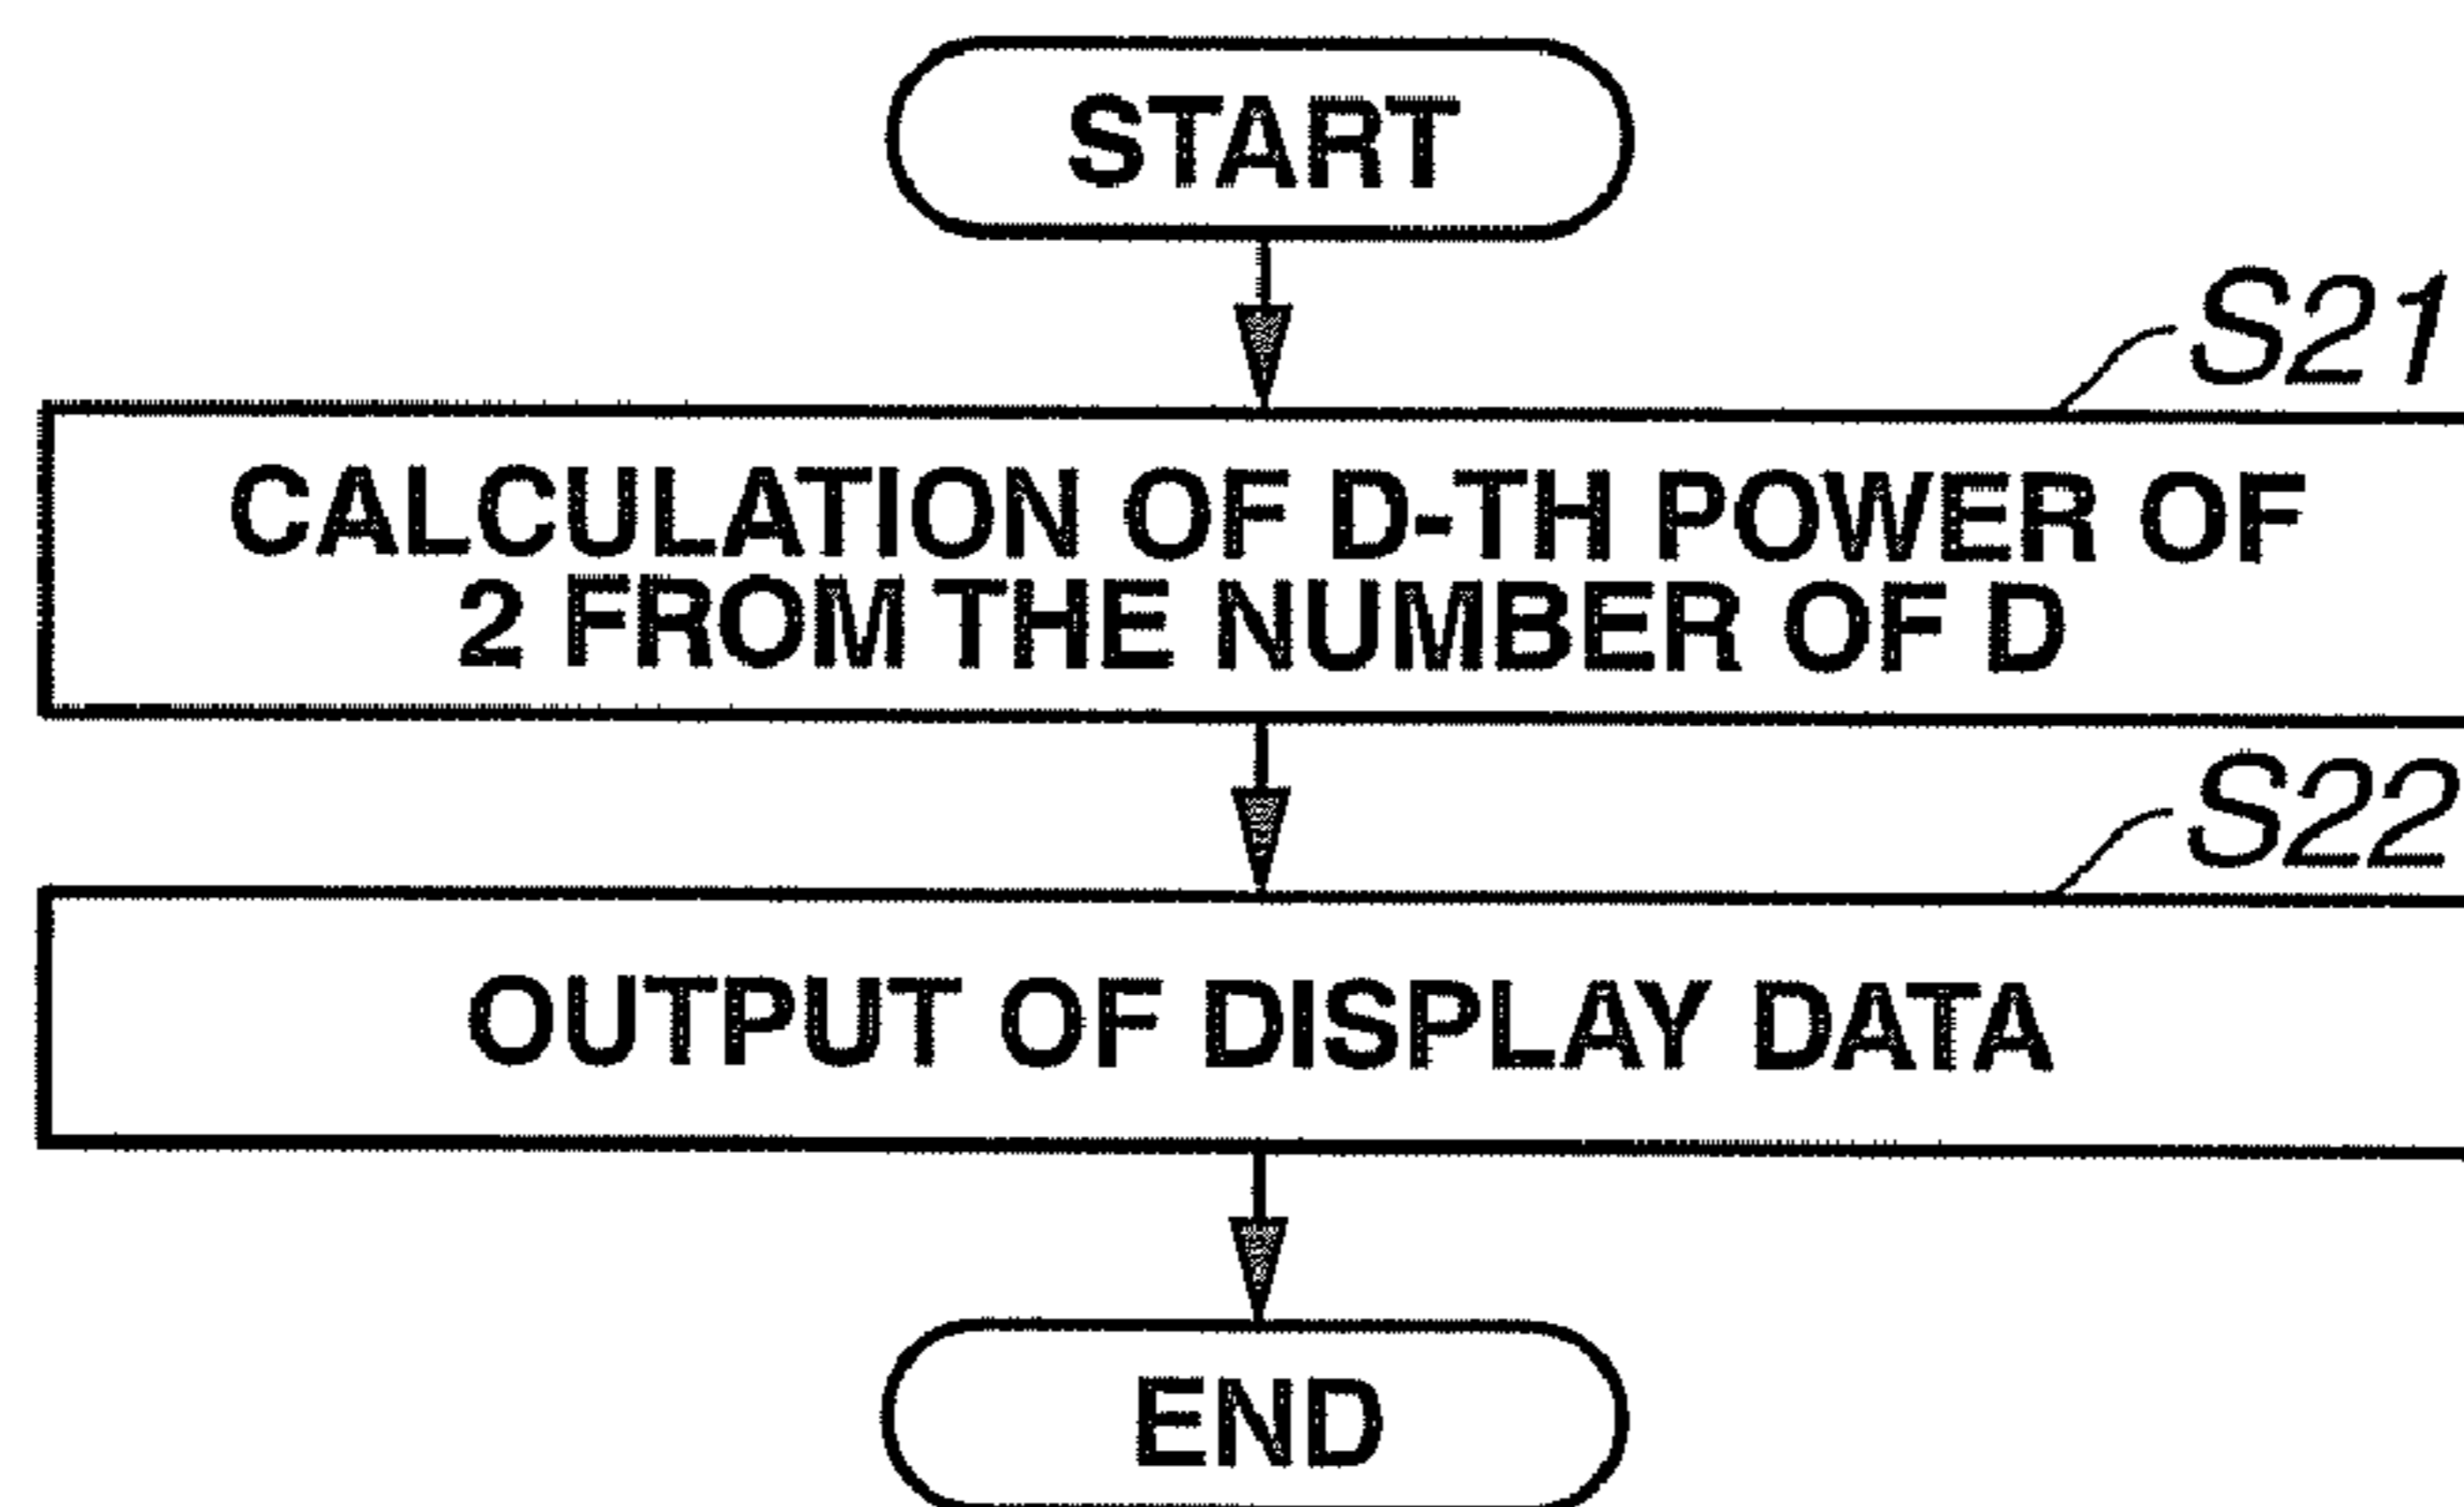 START
S21
CALCULATION OF D-TH POWER OF
2 FROM THE NUMBER OF D
S22
OUTPUT OF DISPLAY DATA
END